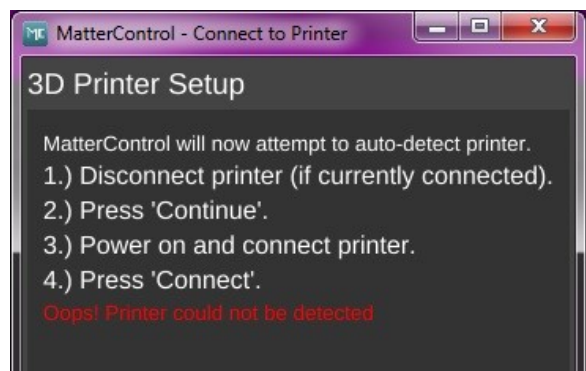 MC MatterControl - Connect to Printer
3D Printer Setup
MatterControl will now attempt to auto-detect printer.
1.) Disconnect printer (if currently connected).
2.) Press 'Continue'.
3.) Power on and connect printer.
4.) Press 'Connect'.
Oops! Printer could not be detected